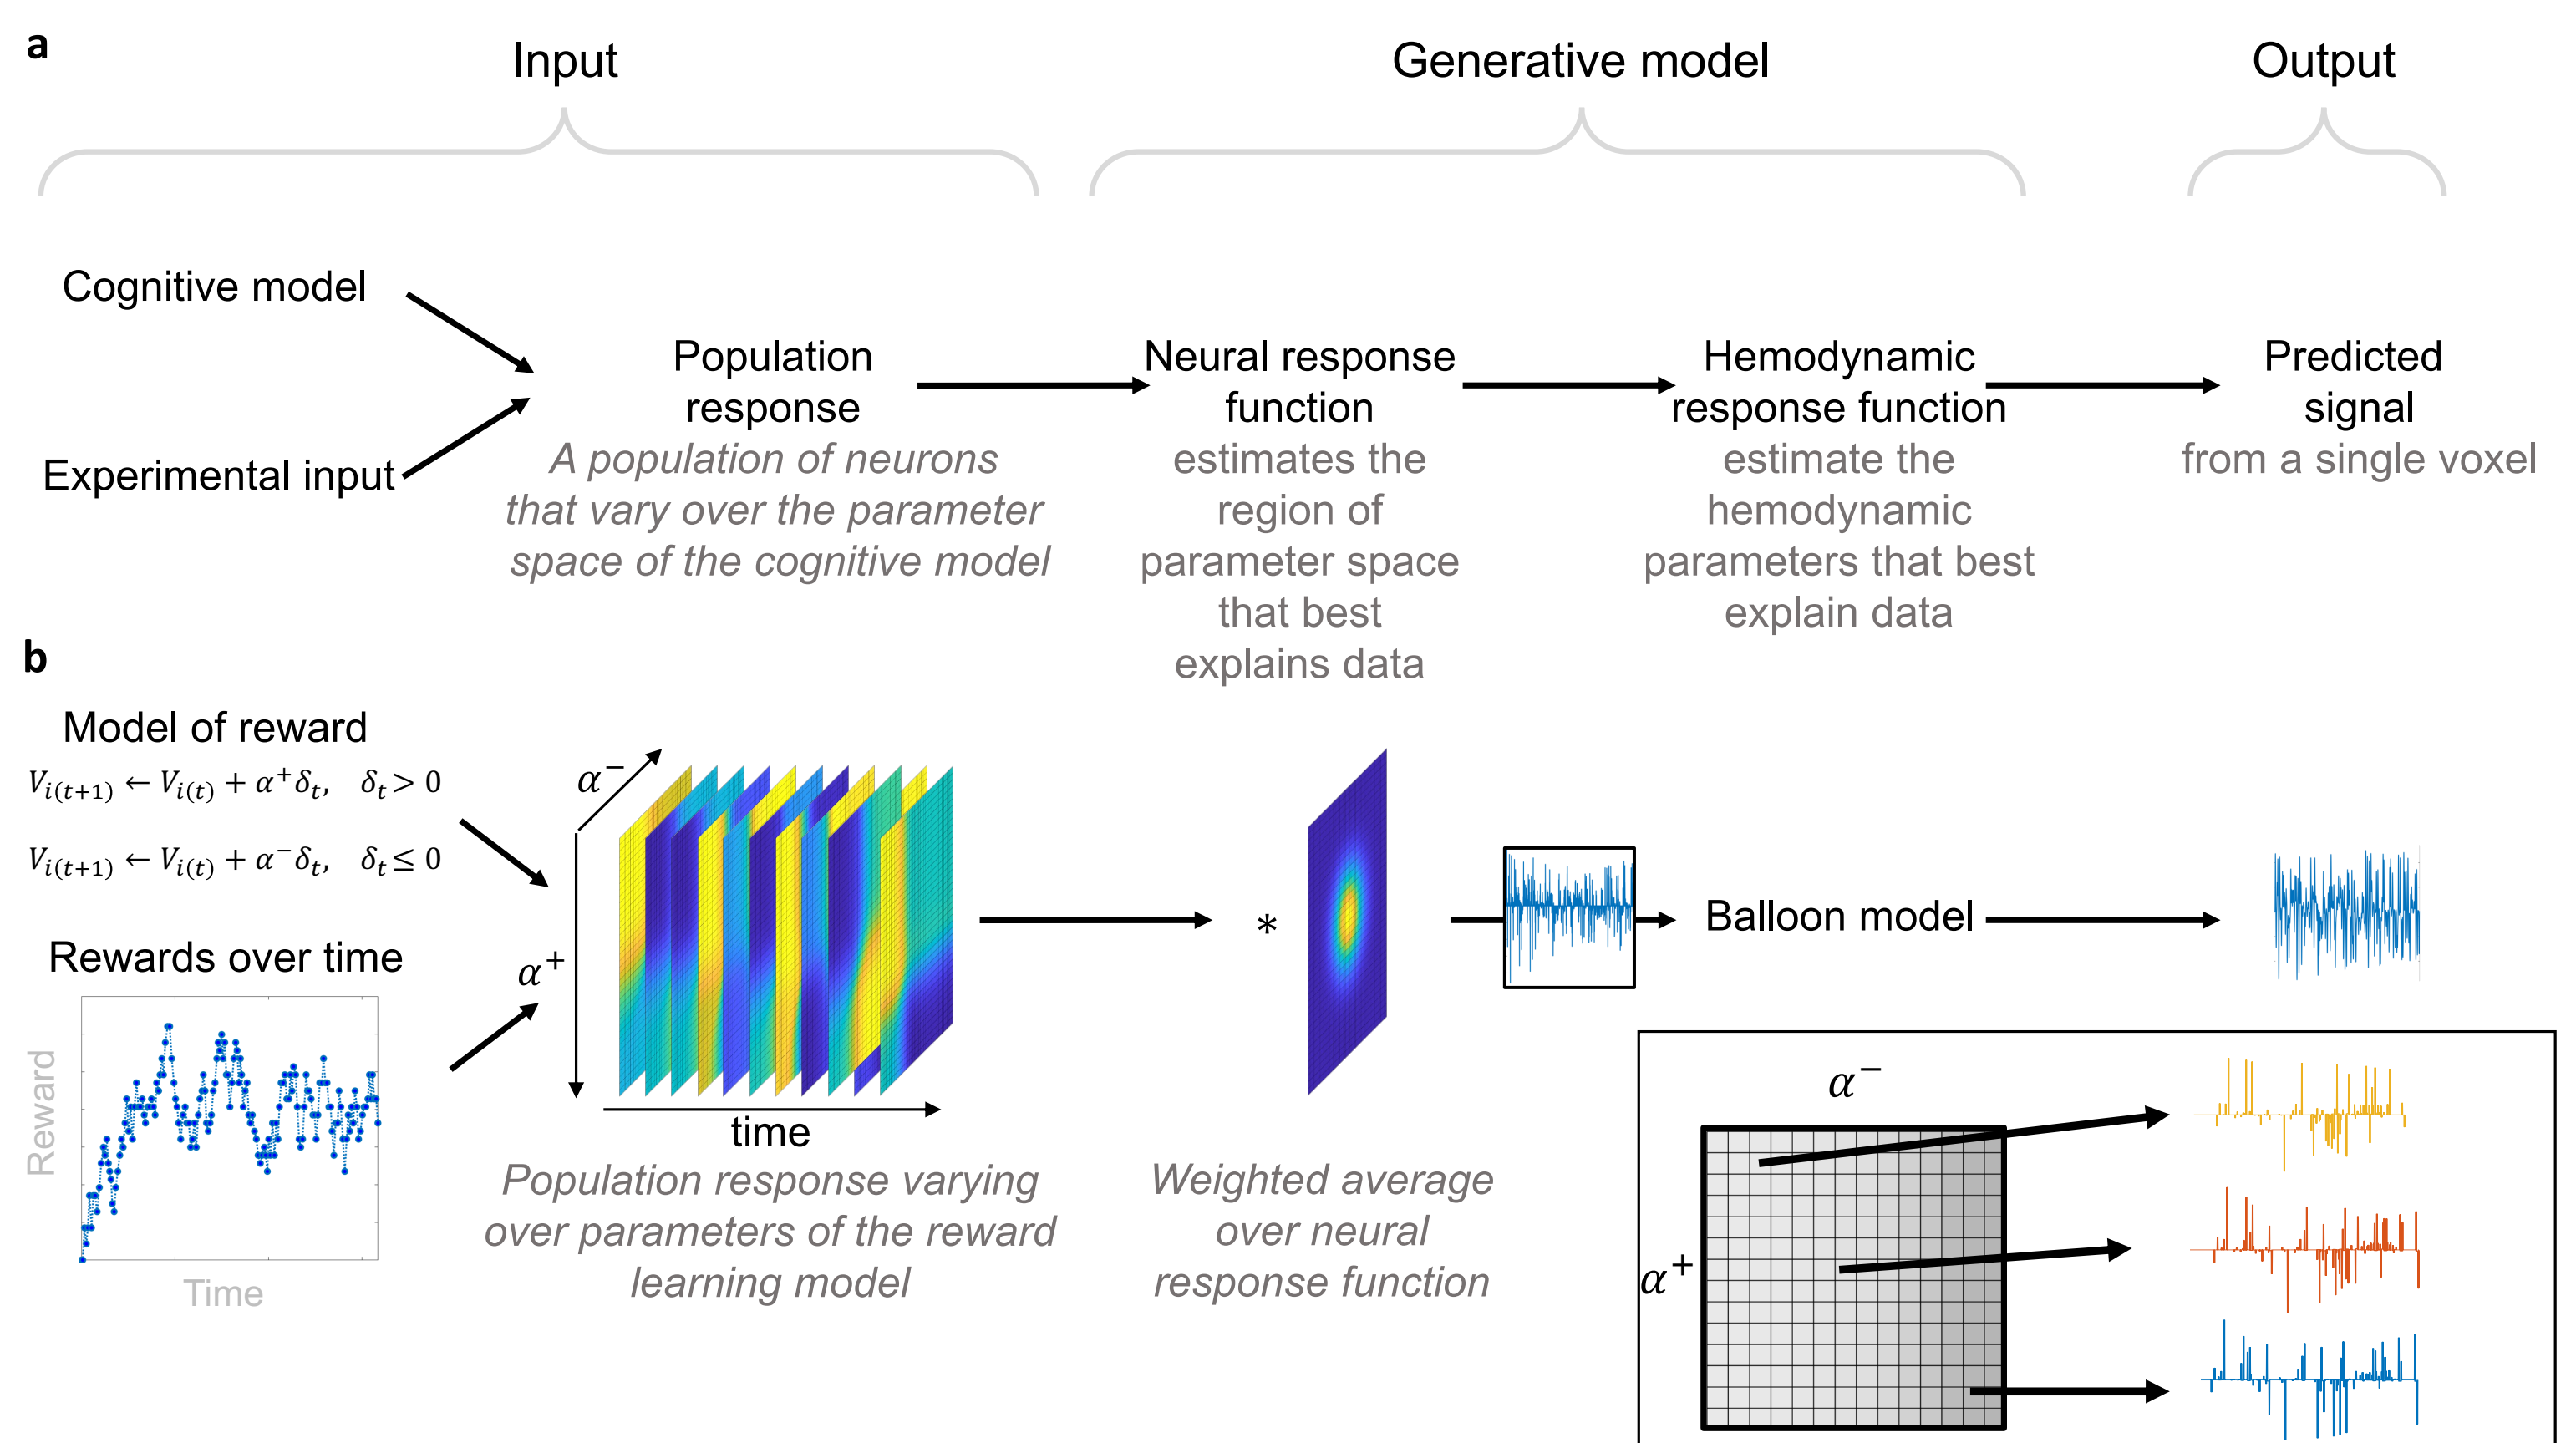 a
Input
Generative model
Output
Cognitive model
Experimental input
Population
response
A population of neurons
that vary over the parameter
space of the cognitive model
Neural response
function
estimates the
region of
parameter space
that best
explains data
Hemodynamic
response function
estimate the
hemodynamic
parameters that best
explain data
Predicted
signal
from a single voxel
b
Model of reward
V_{i(t+1)} ← V_{i(t)} + α⁺δ_t,   δ_t > 0
V_{i(t+1)} ← V_{i(t)} + α⁻δ_t,   δ_t ≤ 0
Rewards over time
Reward
Time
α⁻
α⁺
time
Population response varying
over parameters of the reward
learning model
*
Weighted average
over neural
response function
Balloon model
α⁻
α⁺